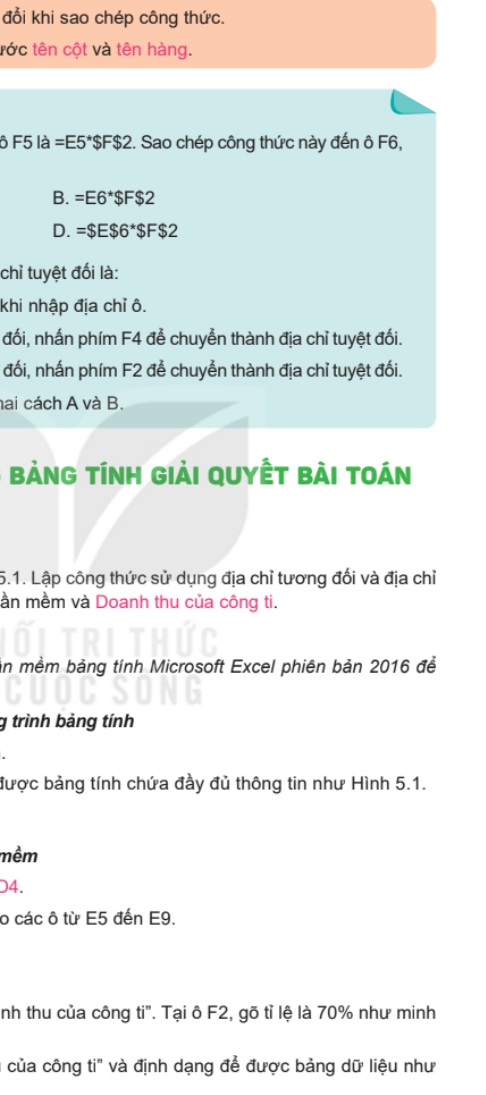 đổi khi sao chép công thức.
ước tên cột và tên hàng.
ô F5 là =E5*$F$2. Sao chép công thức này đến ô F6,
B. =E6*$F$2
D. =$E$6*$F$2
chỉ tuyệt đối là:
khi nhập địa chỉ ô.
đối, nhấn phím F4 để chuyển thành địa chỉ tuyệt đối.
đối, nhấn phím F2 để chuyển thành địa chỉ tuyệt đối.
hai cách A và B.
BẢNG TÍNH GIẢI QUYẾT BÀI TOÁN
5.1. Lập công thức sử dụng địa chỉ tương đối và địa chỉ
ần mềm và Doanh thu của công ti.
NỐI TRI THỨC
ần mềm bảng tính Microsoft Excel phiên bản 2016 để
CUỘC SỐNG
g trình bảng tính
.
được bảng tính chứa đầy đủ thông tin như Hình 5.1.
mềm
D4.
o các ô từ E5 đến E9.
nh thu của công ti”. Tại ô F2, gõ tỉ lệ là 70% như minh
của công ti” và định dạng để được bảng dữ liệu như